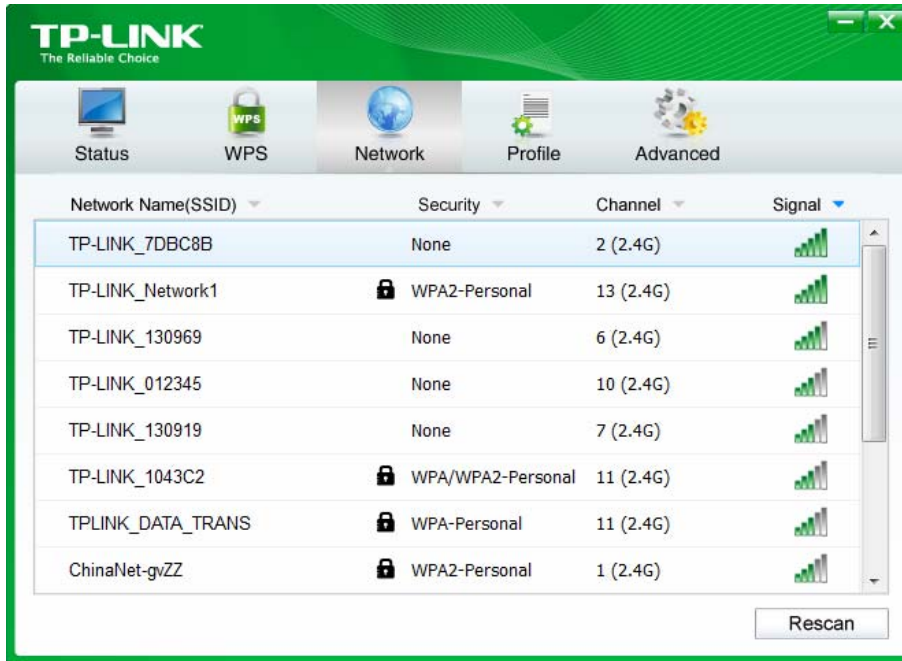 TP-LINK
The Reliable Choice
WPS
Status WPS Network Profile Advanced
Network Name(SSID) Security Channel Signal
TP-LINK_7DBC8B None 2 (2.4G)
TP-LINK_Network1 WPA2-Personal 13 (2.4G)
TP-LINK_130969 None 6 (2.4G)
TP-LINK_012345 None 10 (2.4G)
TP-LINK_130919 None 7 (2.4G)
TP-LINK_1043C2 WPA/WPA2-Personal 11 (2.4G)
TPLINK_DATA_TRANS WPA-Personal 11 (2.4G)
ChinaNet-gvZZ WPA2-Personal 1 (2.4G)
Rescan